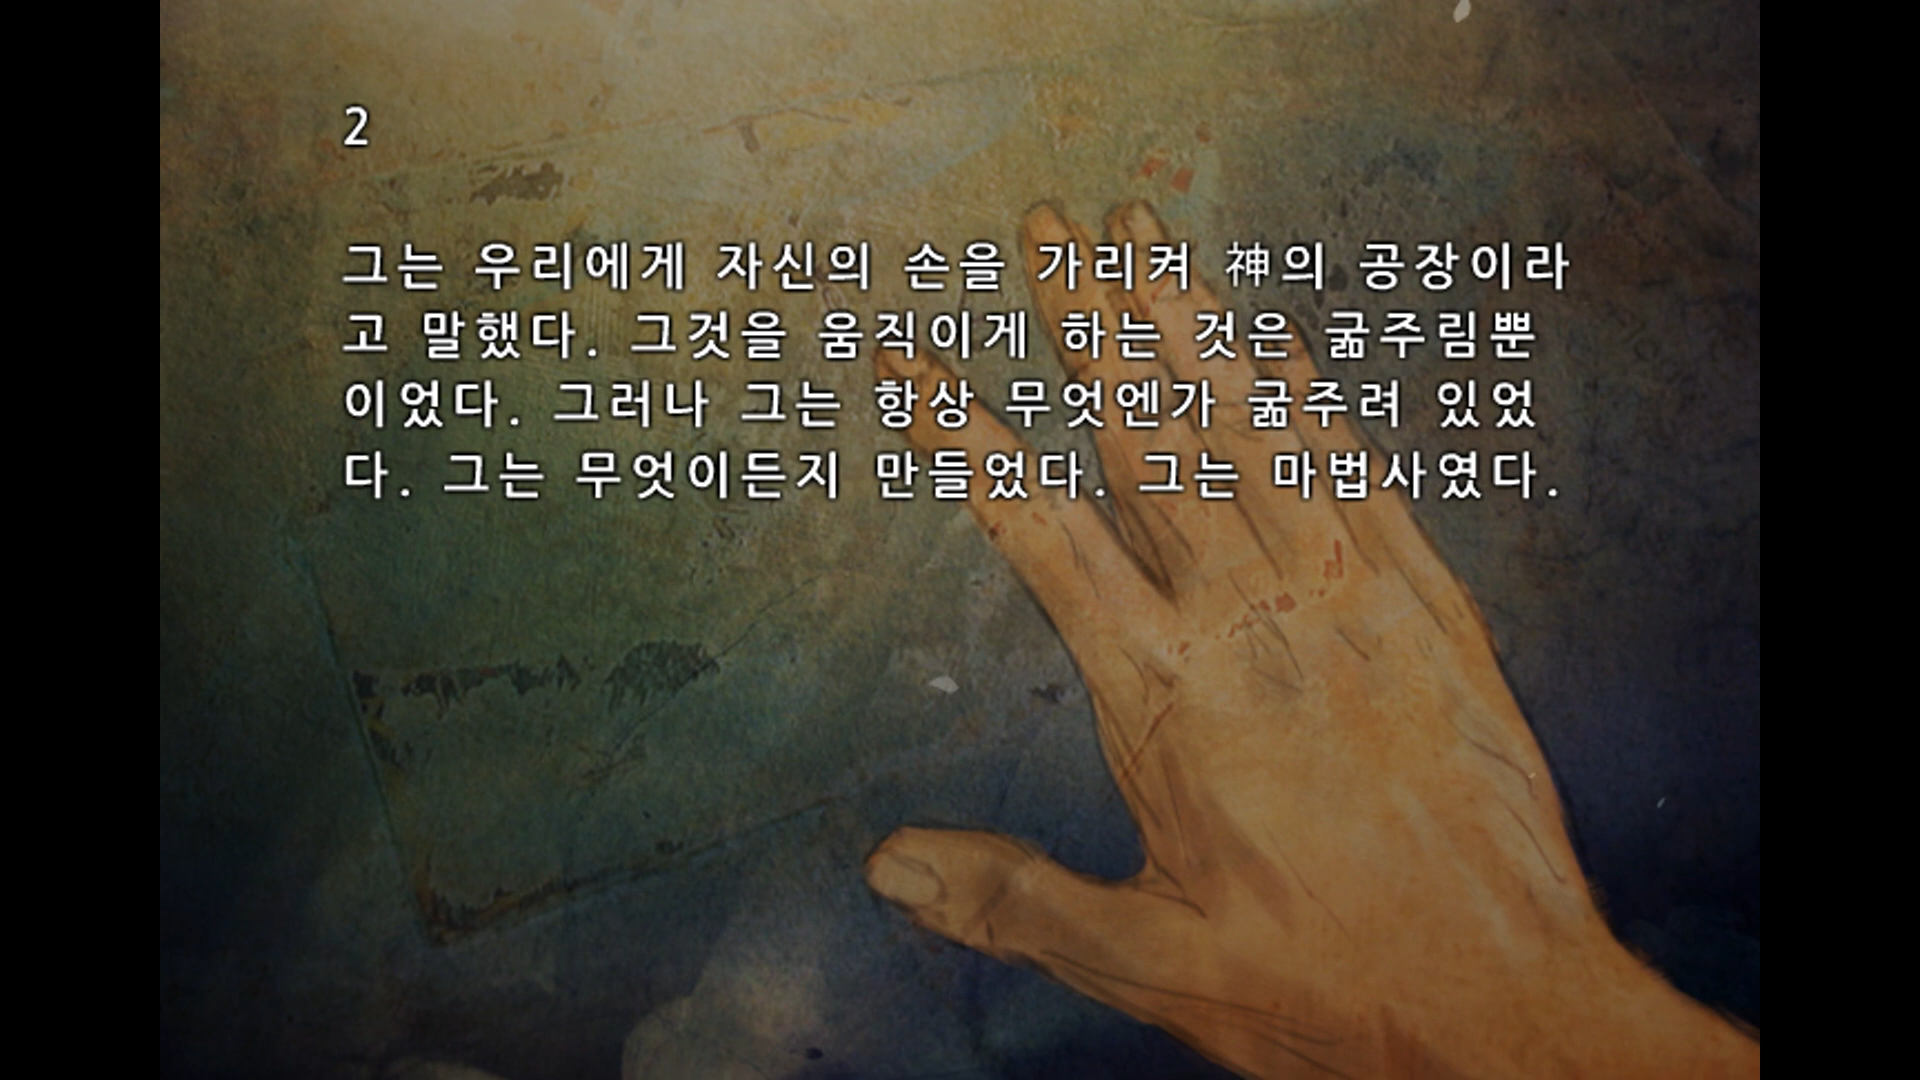 2
그는 우리에게 자신의 손을 가리켜 神의 공장이라
고 말했다. 그것을 움직이게 하는 것은 굶주림뿐
이었다. 그러나 그는 항상 무엇엔가 굶주려 있었
다. 그는 무엇이든지 만들었다. 그는 마법사였다.